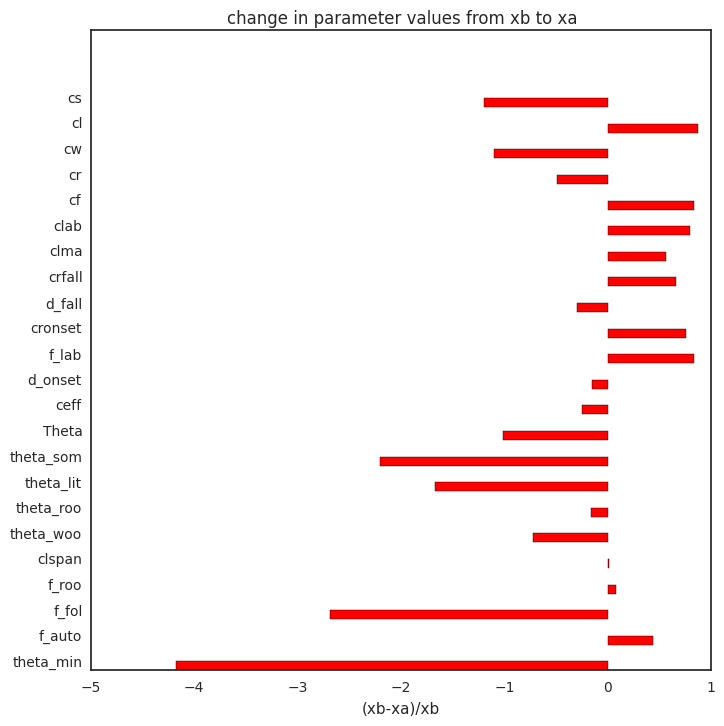 change in parameter values from xb to xa
cs
cl
cw
cr
cf
clab
clma
crfall
d_fall
cronset
f_lab
d_onset
ceff
Theta
theta_som
theta_lit
theta_roo
theta_woo
clspan
f_roo
f_fol
f_auto
theta_min
−5 −4 −3 −2 −1 0 1
(xb-xa)/xb